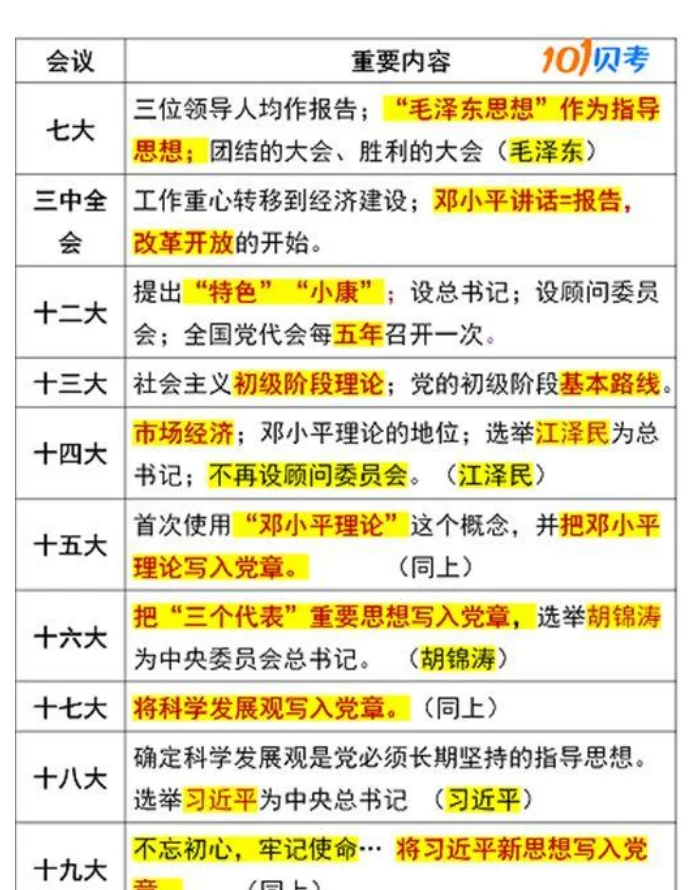 会议 重要内容 101贝考
七大
三位领导人均作报告；“毛泽东思想”作为指导
思想；团结的大会、胜利的大会（毛泽东）
三中全
会
工作重心转移到经济建设；邓小平讲话=报告，
改革开放的开始。
十二大
提出“特色”“小康”；设总书记；设顾问委员
会；全国党代会每五年召开一次。
十三大 社会主义初级阶段理论；党的初级阶段基本路线。
十四大
市场经济；邓小平理论的地位；选举江泽民为总
书记；不再设顾问委员会。（江泽民）
十五大
首次使用“邓小平理论”这个概念，并把邓小平
理论写入党章。 （同上）
十六大
把“三个代表”重要思想写入党章，选举胡锦涛
为中央委员会总书记。（胡锦涛）
十七大 将科学发展观写入党章。（同上）
十八大
确定科学发展观是党必须长期坚持的指导思想。
选举习近平为中央总书记 （习近平）
十九大
不忘初心，牢记使命… 将习近平新思想写入党
章。 （同上）